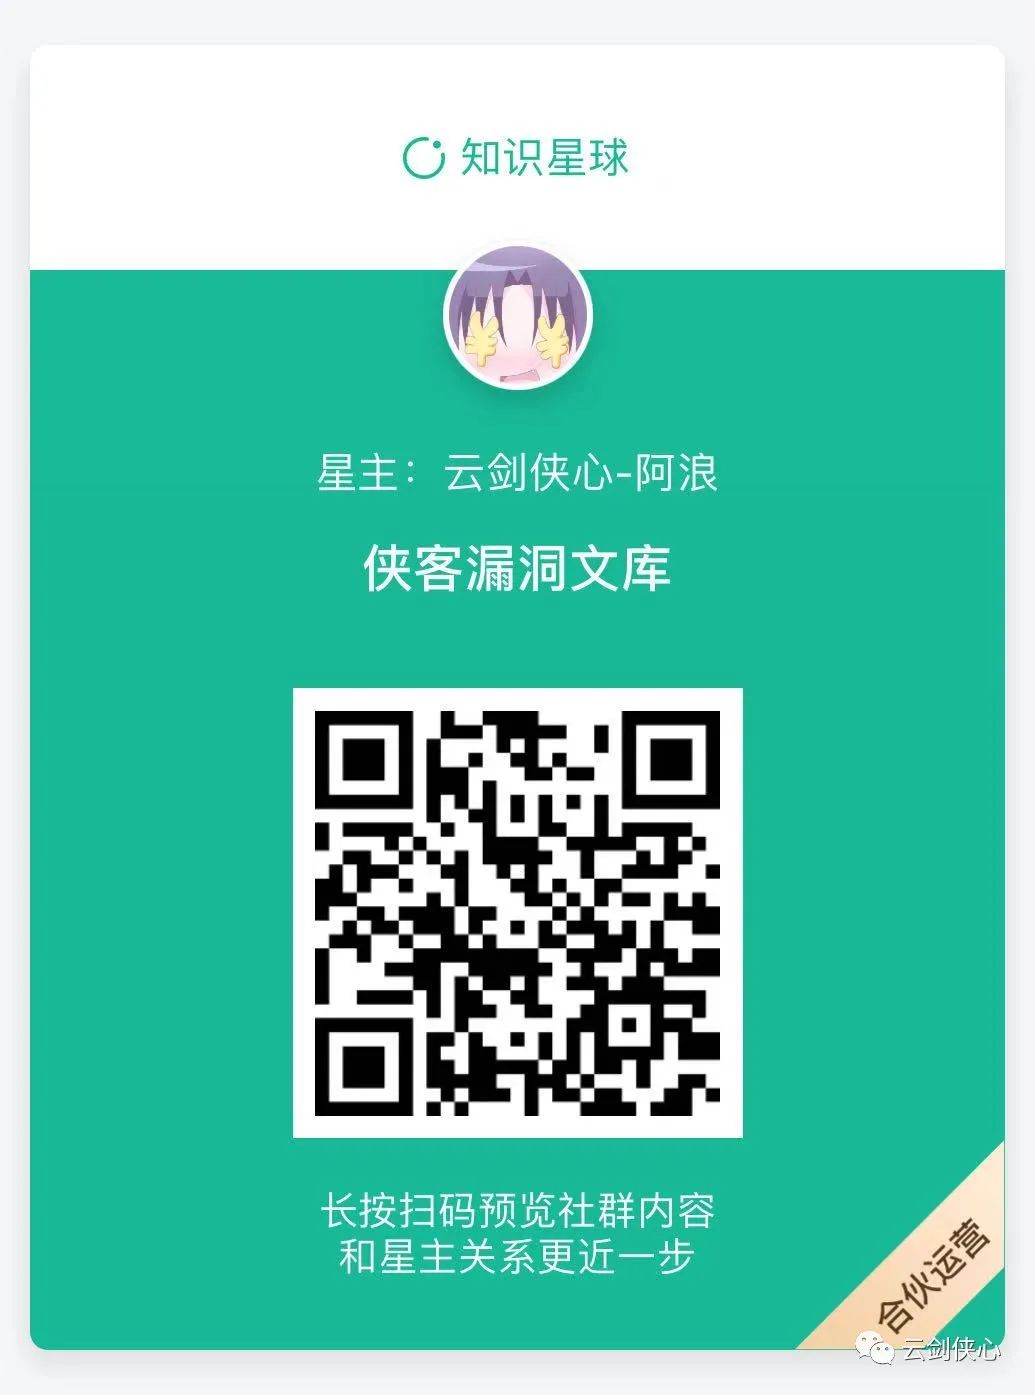 知识星球
星主：云剑侠心-阿浪
侠客漏洞文库
长按扫码预览社群内容
和星主关系更近一步
合伙运营
云剑侠心